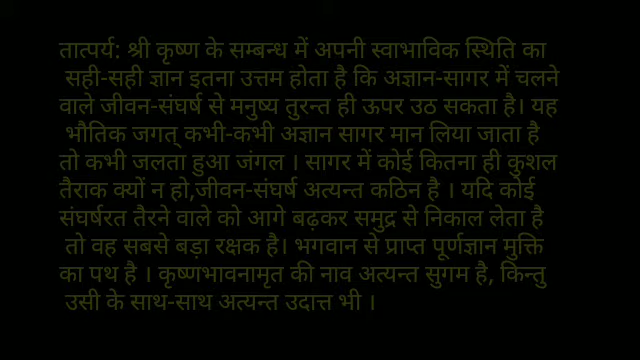 तात्पर्य: श्री कृष्ण के सम्बन्ध में अपनी स्वाभाविक स्थिति का
सही-सही ज्ञान इतना उत्तम होता है कि अज्ञान-सागर में चलने
वाले जीवन-संघर्ष से मनुष्य तुरन्त ही ऊपर उठ सकता है। यह
भौतिक जगत् कभी-कभी अज्ञान सागर मान लिया जाता है
तो कभी जलता हुआ जंगल । सागर में कोई कितना ही कुशल
तैराक क्यों न हो,जीवन-संघर्ष अत्यन्त कठिन है । यदि कोई
संघर्षरत तैरने वाले को आगे बढ़कर समुद्र से निकाल लेता है
तो वह सबसे बड़ा रक्षक है। भगवान से प्राप्त पूर्णज्ञान मुक्ति
का पथ है । कृष्णभावनामृत की नाव अत्यन्त सुगम है, किन्तु
उसी के साथ-साथ अत्यन्त उदात्त भी ।